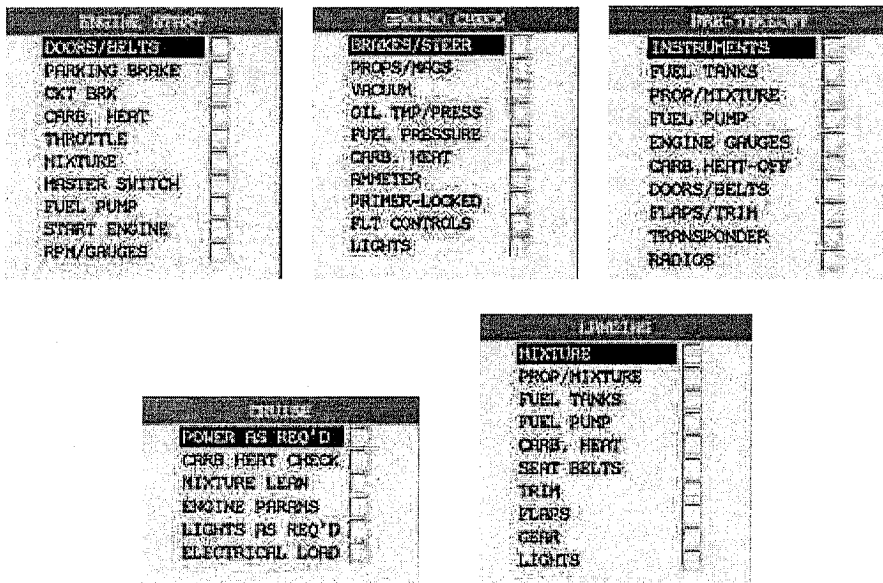 ENGINE START
DOORS/BELTS
PARKING BRAKE
CKT BRK
CARB. HEAT
THROTTLE
MIXTURE
MASTER SWITCH
FUEL PUMP
START ENGINE
RPM/GAUGES
GROUND CHECK
BRAKES/STEER
PROPS/MAGS
VACUUM
OIL TMP/PRESS
FUEL PRESSURE
CARB. HEAT
AMMETER
PRIMER-LOCKED
FLT CONTROLS
LIGHTS
PRE-TAKEOFF
INSTRUMENTS
FUEL TANKS
PROP/MIXTURE
FUEL PUMP
ENGINE GAUGES
CARB.HEAT-OFF
DOORS/BELTS
FLAPS/TRIM
TRANSPONDER
RADIOS
CRUISE
POWER AS REQ'D
CARB HEAT CHECK
MIXTURE LEAN
ENGINE PARAMS
LIGHTS AS REQ'D
ELECTRICAL LOAD
LANDING
MIXTURE
PROP/MIXTURE
FUEL TANKS
FUEL PUMP
CARB. HEAT
SEAT BELTS
TRIM
FLAPS
GEAR
LIGHTS